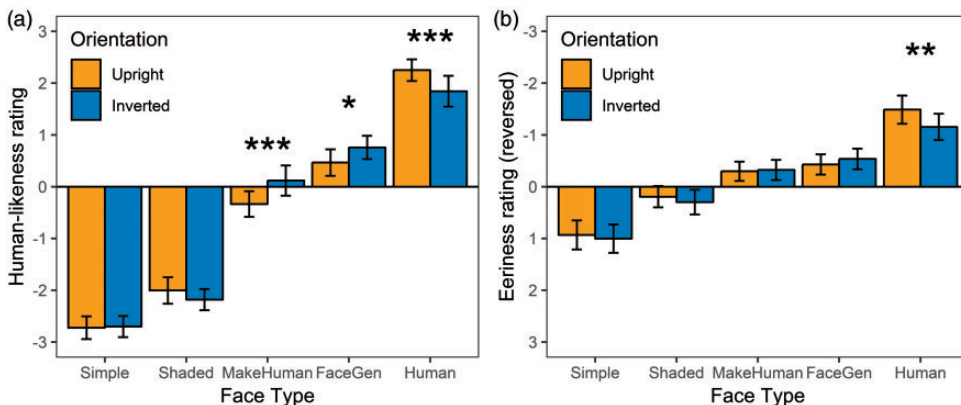 (a)
Human-likeness rating
3
2
1
0
-1
-2
-3
Orientation
Upright
Inverted
***
*
***
Simple Shaded MakeHuman FaceGen Human
Face Type
(b)
Eeriness rating (reversed)
-3
-2
-1
0
1
2
3
Orientation
Upright
Inverted
**
Simple Shaded MakeHuman FaceGen Human
Face Type